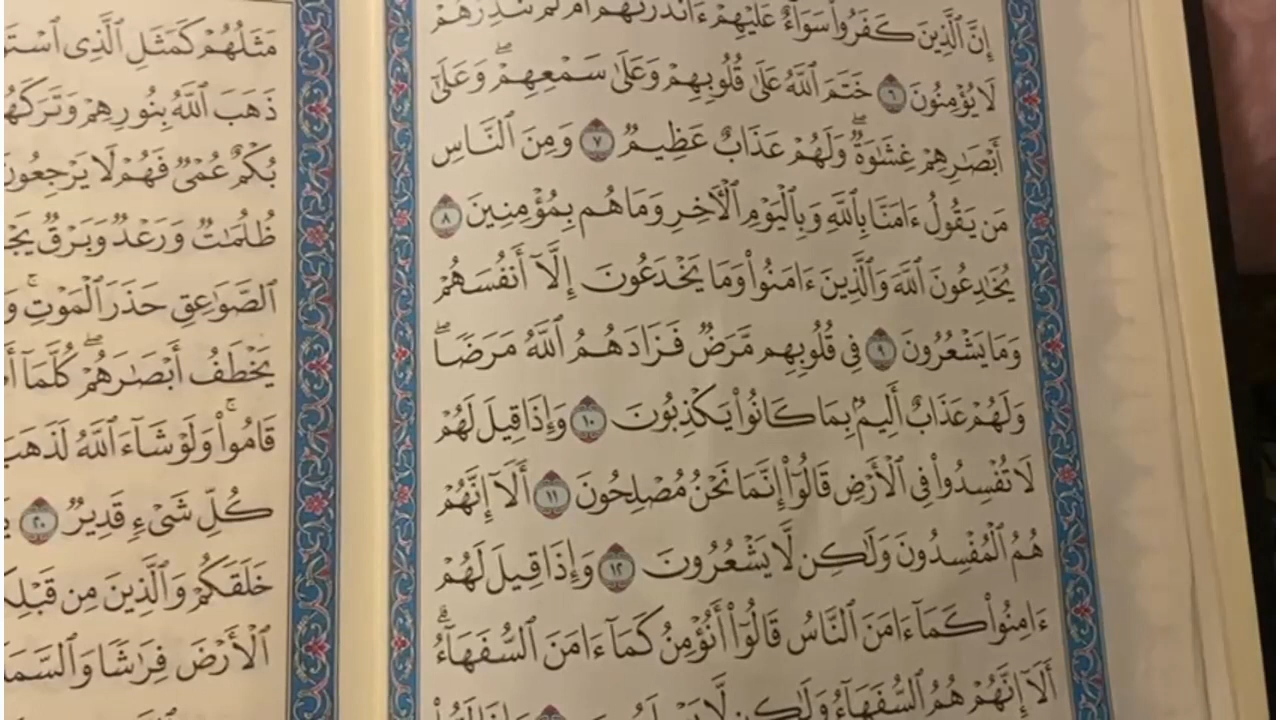 إِنَّ ٱلَّذِينَ كَفَرُوا۟ سَوَآءٌ عَلَيْهِمْ ءَأَنذَرْتَهُمْ أَمْ لَمْ تُنذِرْهُمْ
لَا يُؤْمِنُونَ ٦ خَتَمَ ٱللَّهُ عَلَىٰ قُلُوبِهِمْ وَعَلَىٰ سَمْعِهِمْ ۖ وَعَلَىٰٓ
أَبْصَٰرِهِمْ غِشَٰوَةٌ ۖ وَلَهُمْ عَذَابٌ عَظِيمٌ ٧ وَمِنَ ٱلنَّاسِ
مَن يَقُولُ ءَامَنَّا بِٱللَّهِ وَبِٱلْيَوْمِ ٱلْءَاخِرِ وَمَا هُم بِمُؤْمِنِينَ ٨
يُخَٰدِعُونَ ٱللَّهَ وَٱلَّذِينَ ءَامَنُوا۟ وَمَا يَخْدَعُونَ إِلَّآ أَنفُسَهُمْ
وَمَا يَشْعُرُونَ ٩ فِى قُلُوبِهِم مَّرَضٌ فَزَادَهُمُ ٱللَّهُ مَرَضًا ۖ
وَلَهُمْ عَذَابٌ أَلِيمٌۢ بِمَا كَانُوا۟ يَكْذِبُونَ ١٠ وَإِذَا قِيلَ لَهُمْ
لَا تُفْسِدُوا۟ فِى ٱلْأَرْضِ قَالُوٓا۟ إِنَّمَا نَحْنُ مُصْلِحُونَ ١١ أَلَآ إِنَّهُمْ
هُمُ ٱلْمُفْسِدُونَ وَلَٰكِن لَّا يَشْعُرُونَ ١٢ وَإِذَا قِيلَ لَهُمْ
ءَامِنُوا۟ كَمَآ ءَامَنَ ٱلنَّاسُ قَالُوٓا۟ أَنُؤْمِنُ كَمَآ ءَامَنَ ٱلسُّفَهَآءُ ۗ
أَلَآ إِنَّهُمْ هُمُ ٱلسُّفَهَآءُ وَلَٰكِن لَّا
مَثَلُهُمْ كَمَثَلِ ٱلَّذِى
ذَهَبَ ٱللَّهُ بِنُورِهِمْ
بُكْمٌ عُمْىٌ فَهُمْ لَا يَرْجِعُونَ
ظُلُمَٰتٌ وَرَعْدٌ وَبَرْقٌ
ٱلصَّوَٰعِقِ حَذَرَ ٱلْمَوْتِ ۚ
يَخْطَفُ أَبْصَٰرَهُمْ ۖ كُلَّمَآ
قَامُوا۟ ۚ وَلَوْ شَآءَ ٱللَّهُ
كُلِّ شَىْءٍ قَدِيرٌ ٢٠
خَلَقَكُمْ وَٱلَّذِينَ مِن
ٱلْأَرْضَ فِرَٰشًا